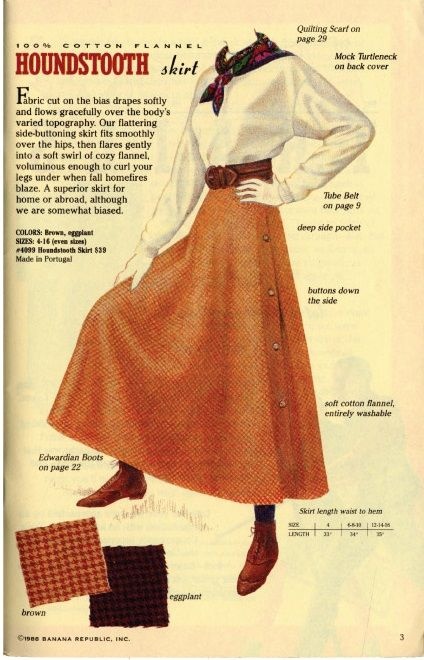 100% COTTON FLANNEL
HOUNDSTOOTH skirt
Fabric cut on the bias drapes softly
and flows gracefully over the body's
varied topography. Our flattering
side-buttoning skirt fits smoothly
over the hips, then flares gently
into a soft swirl of cozy flannel,
voluminous enough to curl your
legs under when fall homefires
blaze. A superior skirt for
home or abroad, although
we are somewhat biased.
COLORS: Brown, eggplant
SIZES: 4-16 (even sizes)
#4099 Houndstooth Skirt $39
Made in Portugal
Quilting Scarf on
page 29
Mock Turtleneck
on back cover
Tube Belt
on page 9
deep side pocket
buttons down
the side
soft cotton flannel,
entirely washable
Edwardian Boots
on page 22
Skirt length waist to hem
SIZE 4 6-8-10 12-14-16
LENGTH 33" 34" 35"
eggplant
brown
©1986 BANANA REPUBLIC, INC.
3